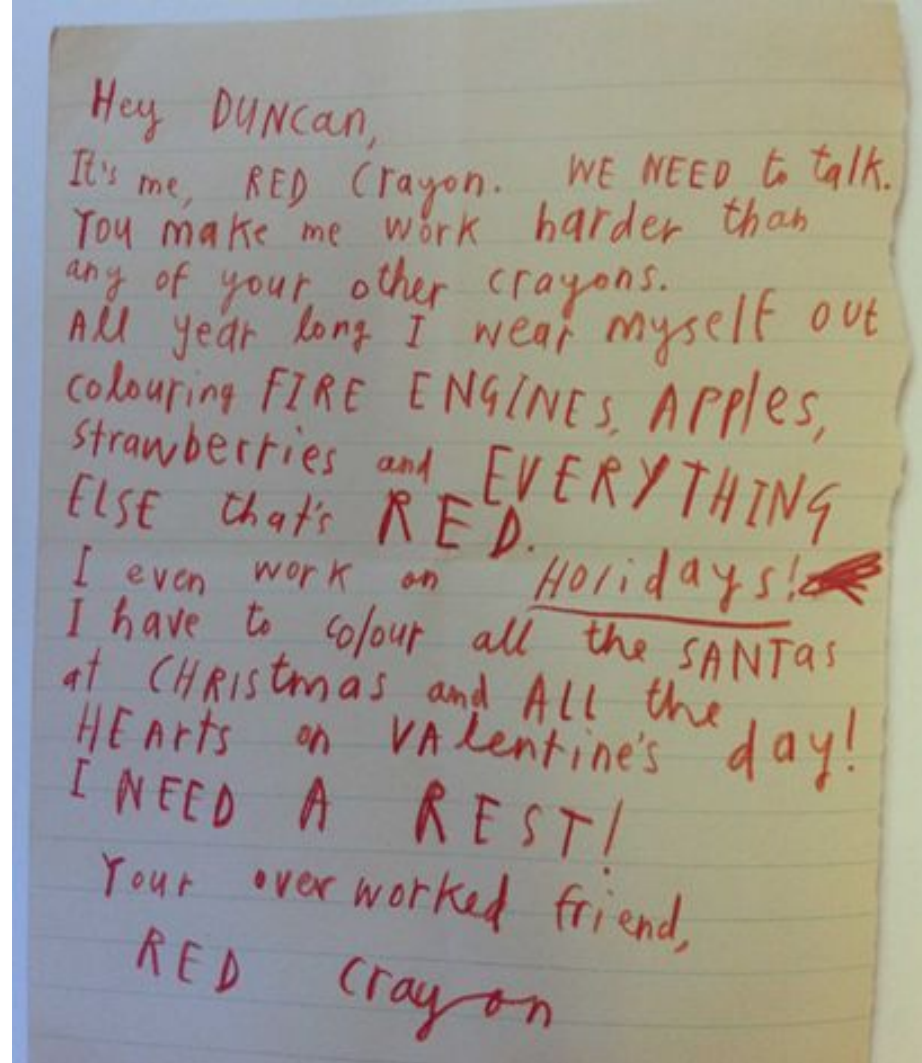 Hey DUNCan,
It's me, RED Crayon. WE NEED to talk.
You make me work harder than
any of your other crayons.
All year long I wear myself out
colouring FIRE ENGINEs, Apples,
strawberries and EVERYTHING
ELSE that's RED.
I even work on Holidays!
I have to colour all the SANTas
at CHRIStmas and ALL the
HEArts on VAlentine's day!
I NEED A REST!
Your overworked friend,
RED Crayon